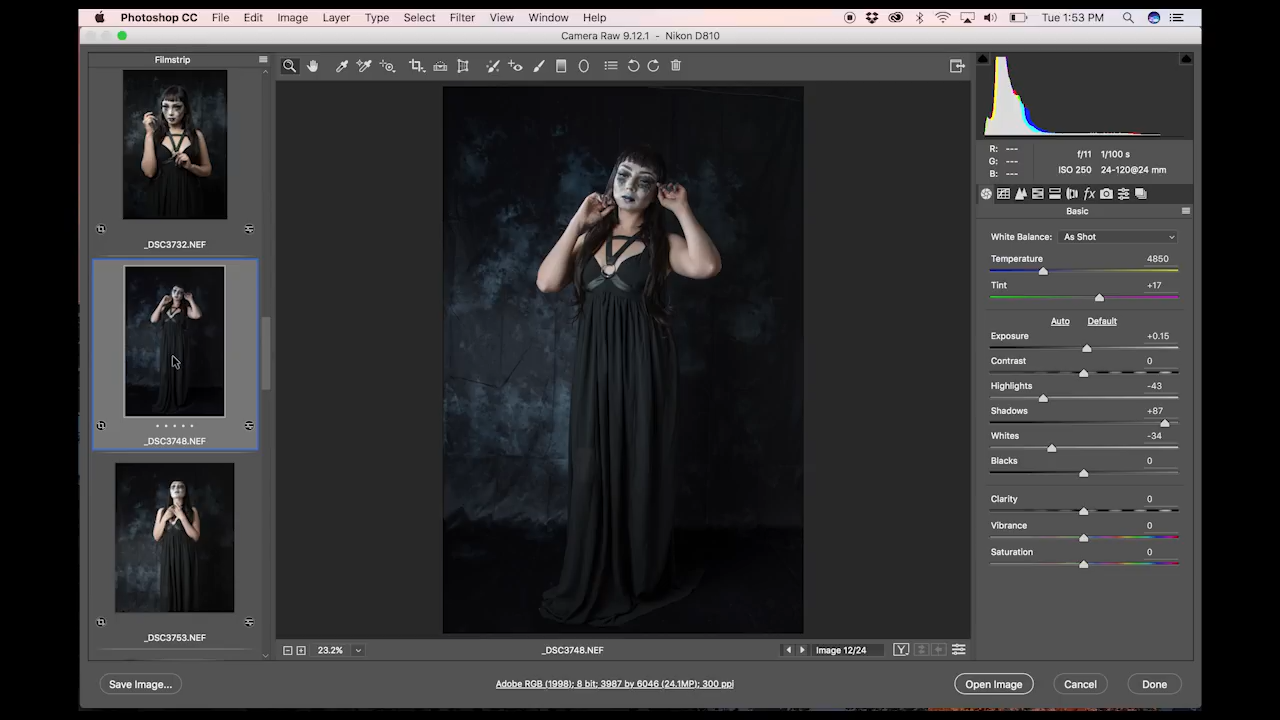 Photoshop CC File Edit Image Layer Type Select Filter View Window Help Tue 1:53 PM
Camera Raw 9.12.1 - Nikon D810
Filmstrip
_DSC3732.NEF
_DSC3748.NEF
_DSC3753.NEF
23.2%
_DSC3748.NEF
Image 12/24
Y
R: ---
G: ---
B: ---
f/11 1/100 s
ISO 250 24-120@24 mm
fx
Basic
White Balance: As Shot
Temperature 4850
Tint +17
Auto Default
Exposure +0.15
Contrast 0
Highlights -43
Shadows +87
Whites -34
Blacks 0
Clarity 0
Vibrance 0
Saturation 0
Save Image...
Adobe RGB (1998); 8 bit; 3987 by 6046 (24.1MP); 300 ppi
Open Image Cancel Done